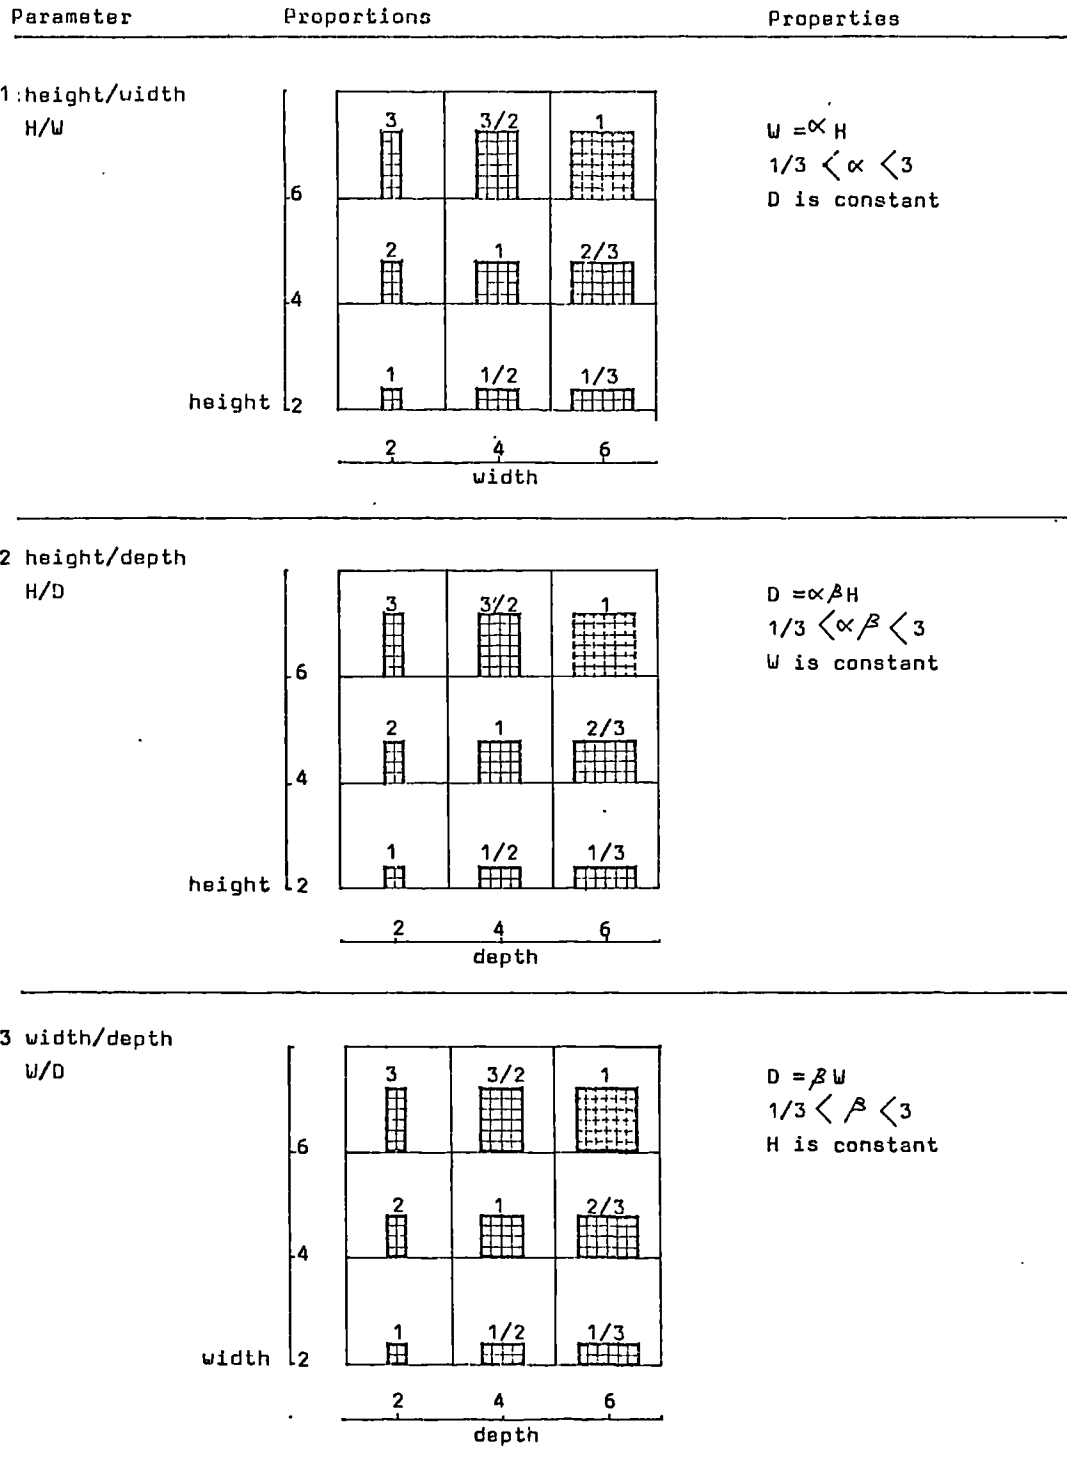 Parameter Proportions Properties
1 height/width
H/W
3 3/2 1
6
2 1 2/3
4
1 1/2 1/3
height 2
2 4 6
width
W = α H
1/3 < α < 3
D is constant
2 height/depth
H/D
3 3/2 1
6
2 1 2/3
4
1 1/2 1/3
height 2
2 4 6
depth
D = α β H
1/3 < α β < 3
W is constant
3 width/depth
W/D
3 3/2 1
6
2 1 2/3
4
1 1/2 1/3
width 2
2 4 6
depth
D = β W
1/3 < β < 3
H is constant